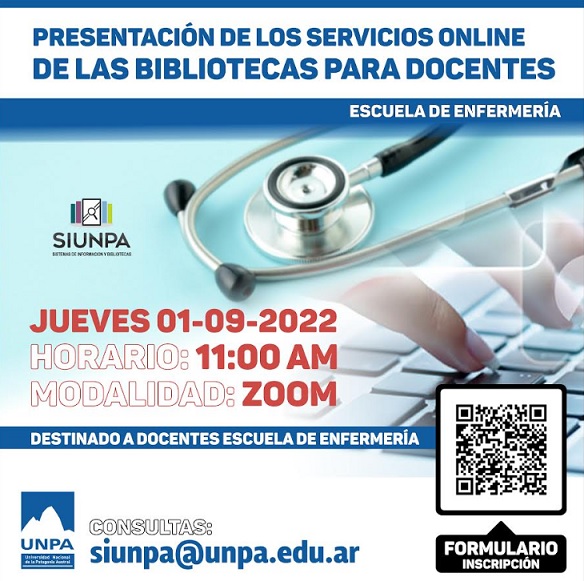 PRESENTACIÓN DE LOS SERVICIOS ONLINE
DE LAS BIBLIOTECAS PARA DOCENTES
ESCUELA DE ENFERMERÍA
SIUNPA
SISTEMAS DE INFORMACIÓN Y BIBLIOTECAS
JUEVES 01-09-2022
HORARIO: 11:00 AM
MODALIDAD: ZOOM
DESTINADO A DOCENTES ESCUELA DE ENFERMERÍA
UNPA
Universidad Nacional
de la Patagonia Austral
CONSULTAS:
siunpa@unpa.edu.ar
FORMULARIO
INSCRIPCIÓN